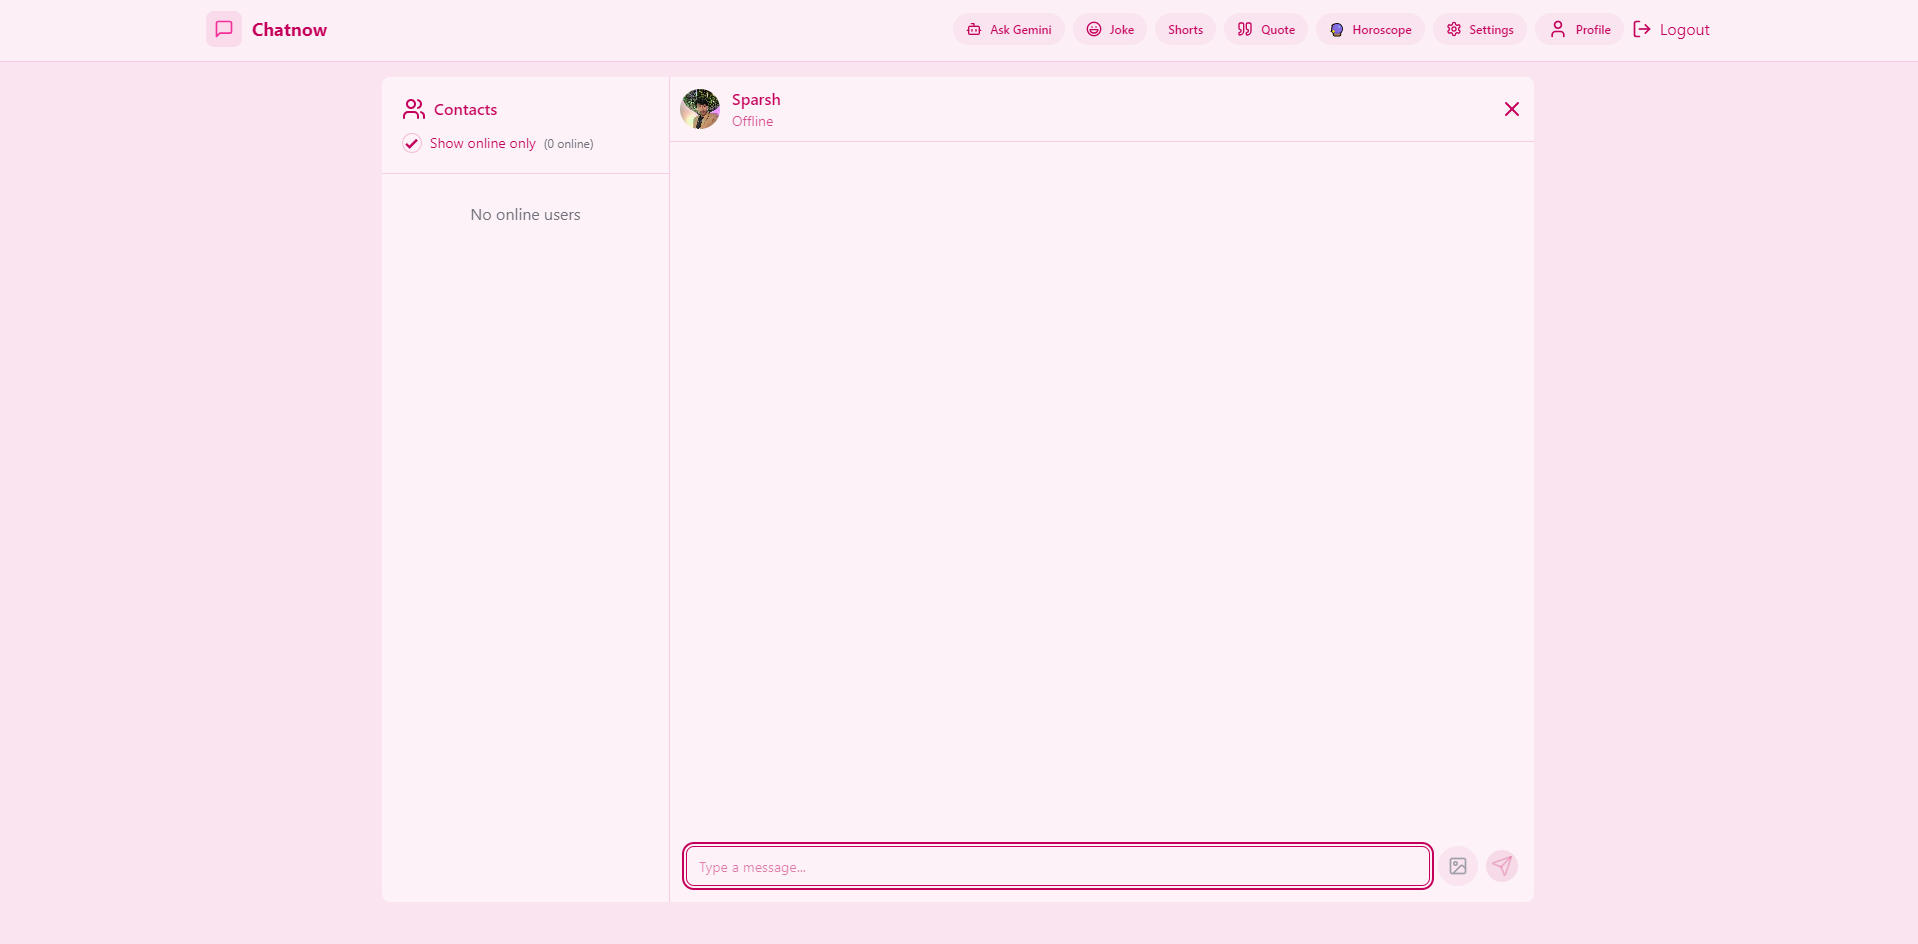 Chatnow
Ask Gemini
Joke
Shorts
Quote
Horoscope
Settings
Profile
Logout
Contacts
Show online only (0 online)
No online users
Sparsh
Offline
Type a message...